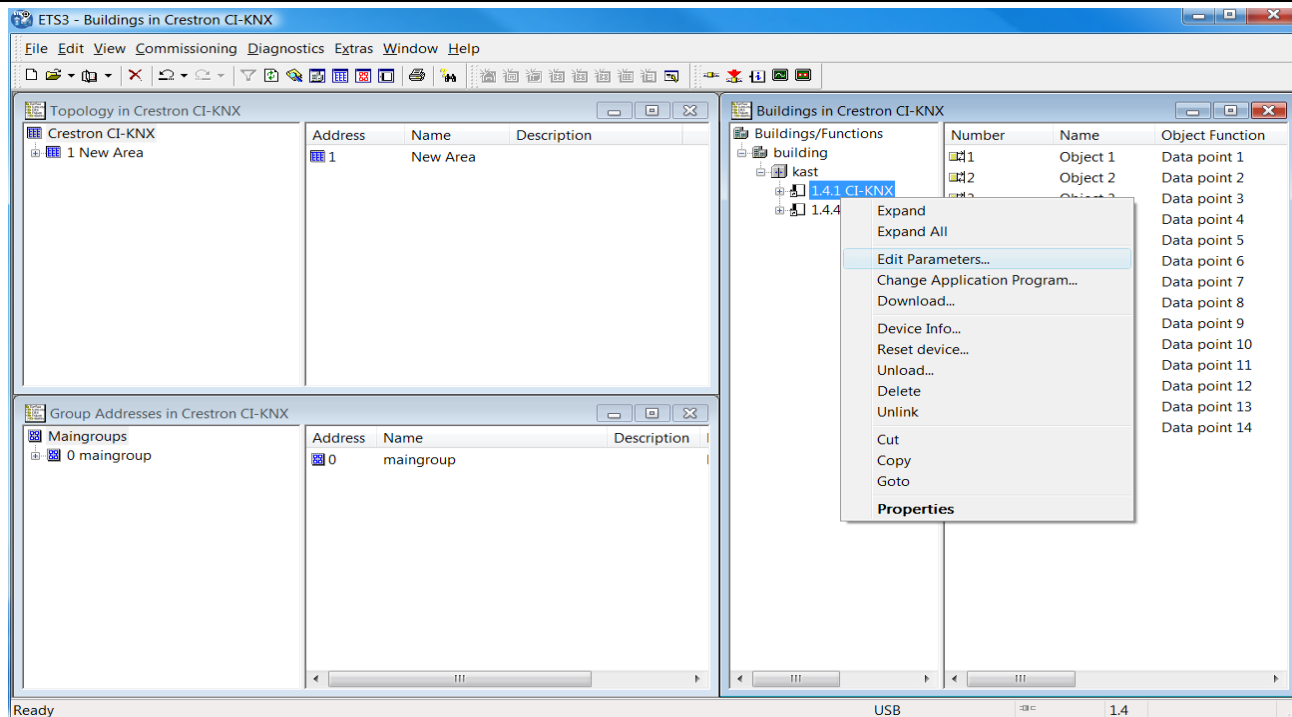 ETS3 - Buildings in Crestron CI-KNX
File Edit View Commissioning Diagnostics Extras Window Help
Topology in Crestron CI-KNX
Crestron CI-KNX
1 New Area
Address Name Description
1 New Area
Group Addresses in Crestron CI-KNX
Maingroups
0 maingroup
Address Name Description
0 maingroup
Buildings in Crestron CI-KNX
Buildings/Functions
building
kast
1.4.1 CI-KNX
1.4.4
Number Name Object Function
1 Object 1 Data point 1
2 Object 2 Data point 2
Data point 3
Data point 4
Data point 5
Data point 6
Data point 7
Data point 8
Data point 9
Data point 10
Data point 11
Data point 12
Data point 13
Data point 14
Expand
Expand All
Edit Parameters...
Change Application Program...
Download...
Device Info...
Reset device...
Unload...
Delete
Unlink
Cut
Copy
Goto
Properties
Ready USB 1.4